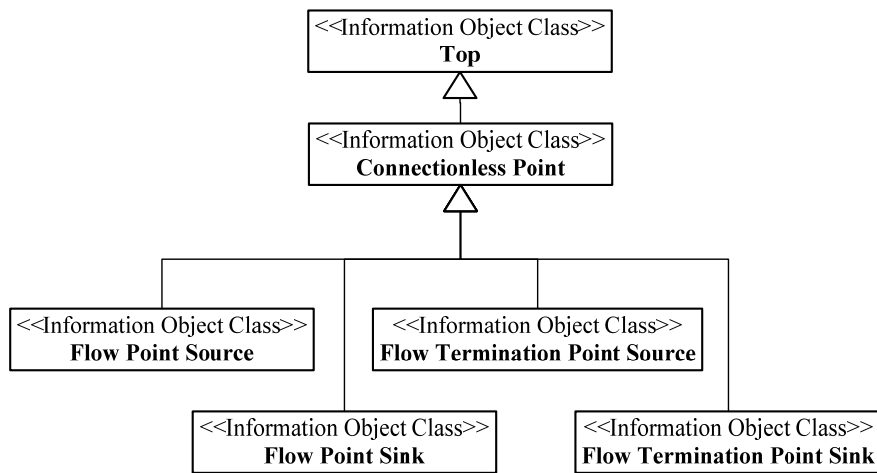 <<Information Object Class>>
Top
<<Information Object Class>>
Connectionless Point
<<Information Object Class>>
Flow Point Source
<<Information Object Class>>
Flow Termination Point Source
<<Information Object Class>>
Flow Point Sink
<<Information Object Class>>
Flow Termination Point Sink